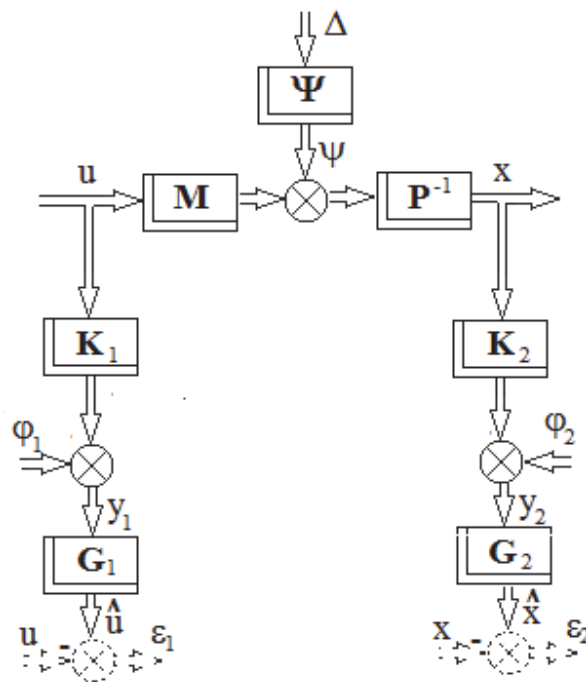 Δ
Ψ
ψ
u
M
P⁻¹
x
K₁
K₂
φ₁
φ₂
y₁
y₂
G₁
G₂
û
x̂
u
-
ε₁
x
-
ε₂